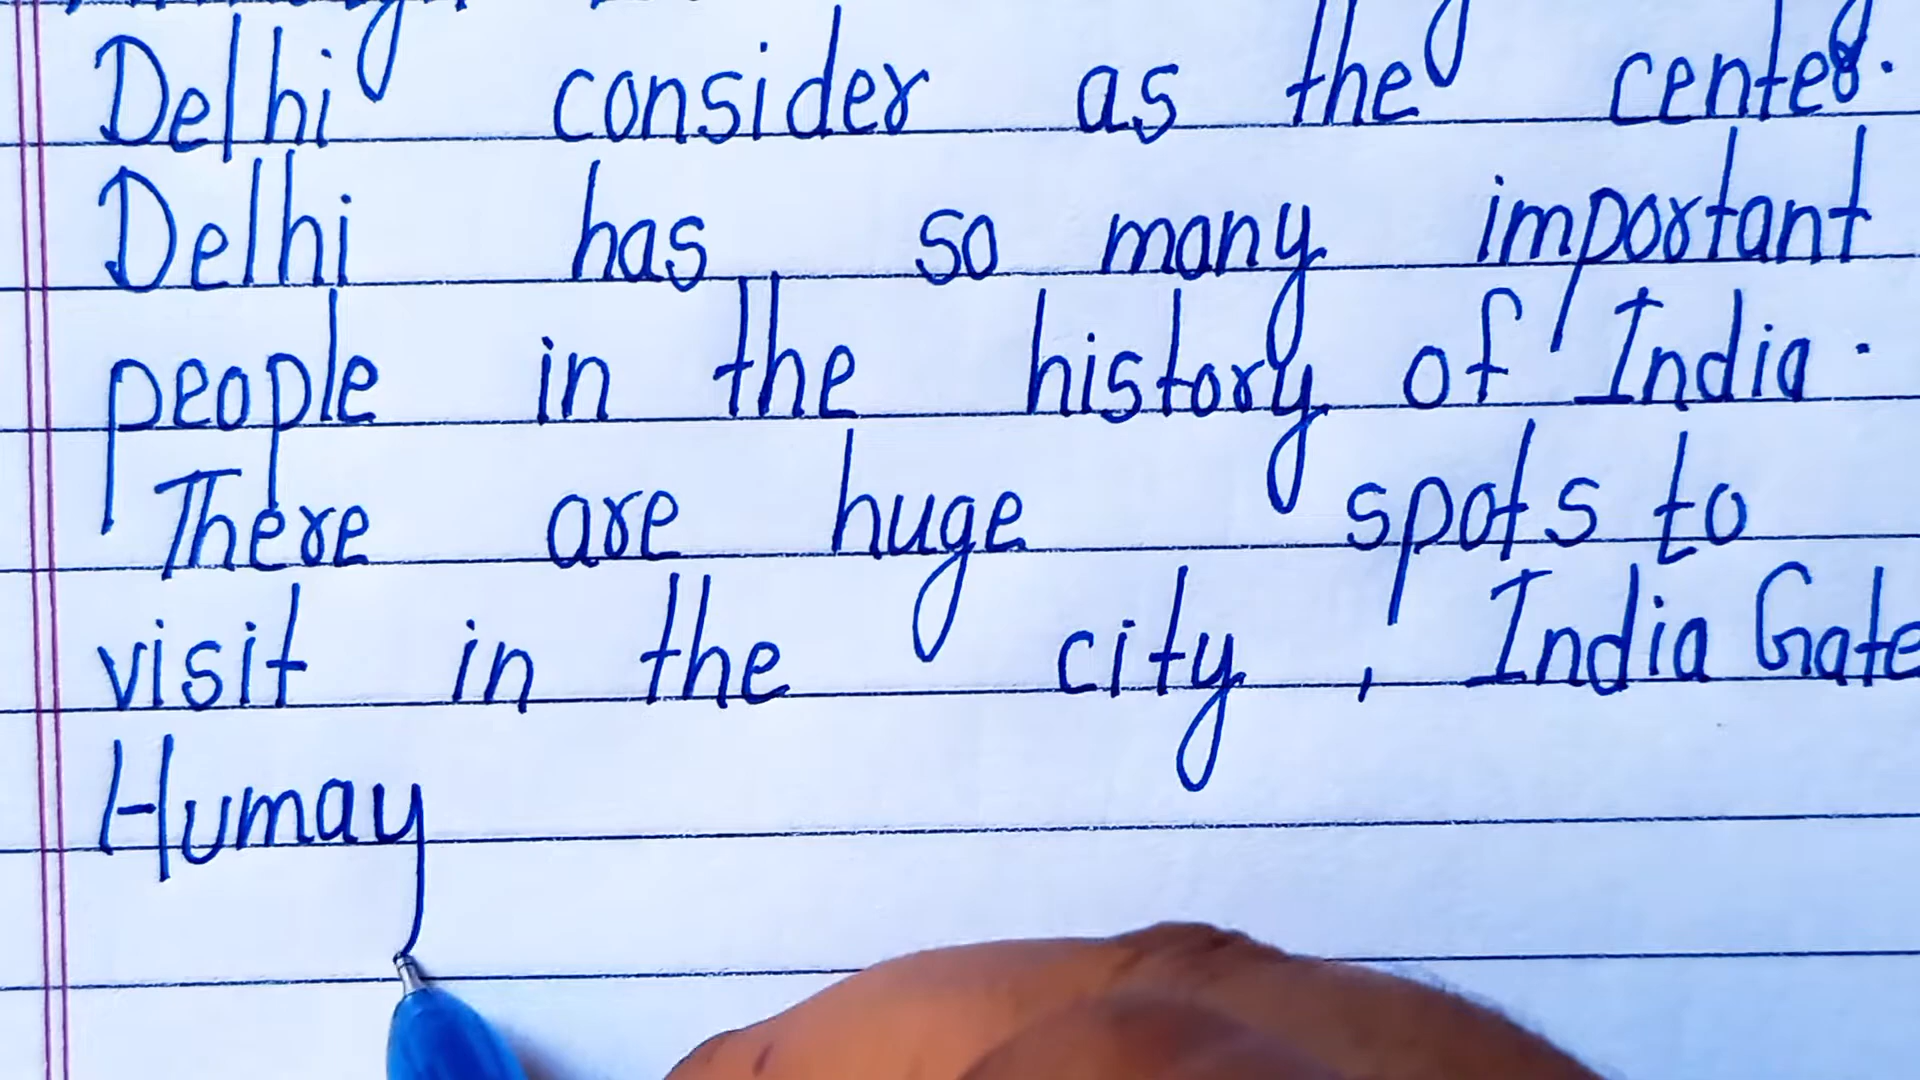 Delhi consider as the center.
Delhi has so many important
people in the history of India.
There are huge spots to
visit in the city, India Gate
Humay